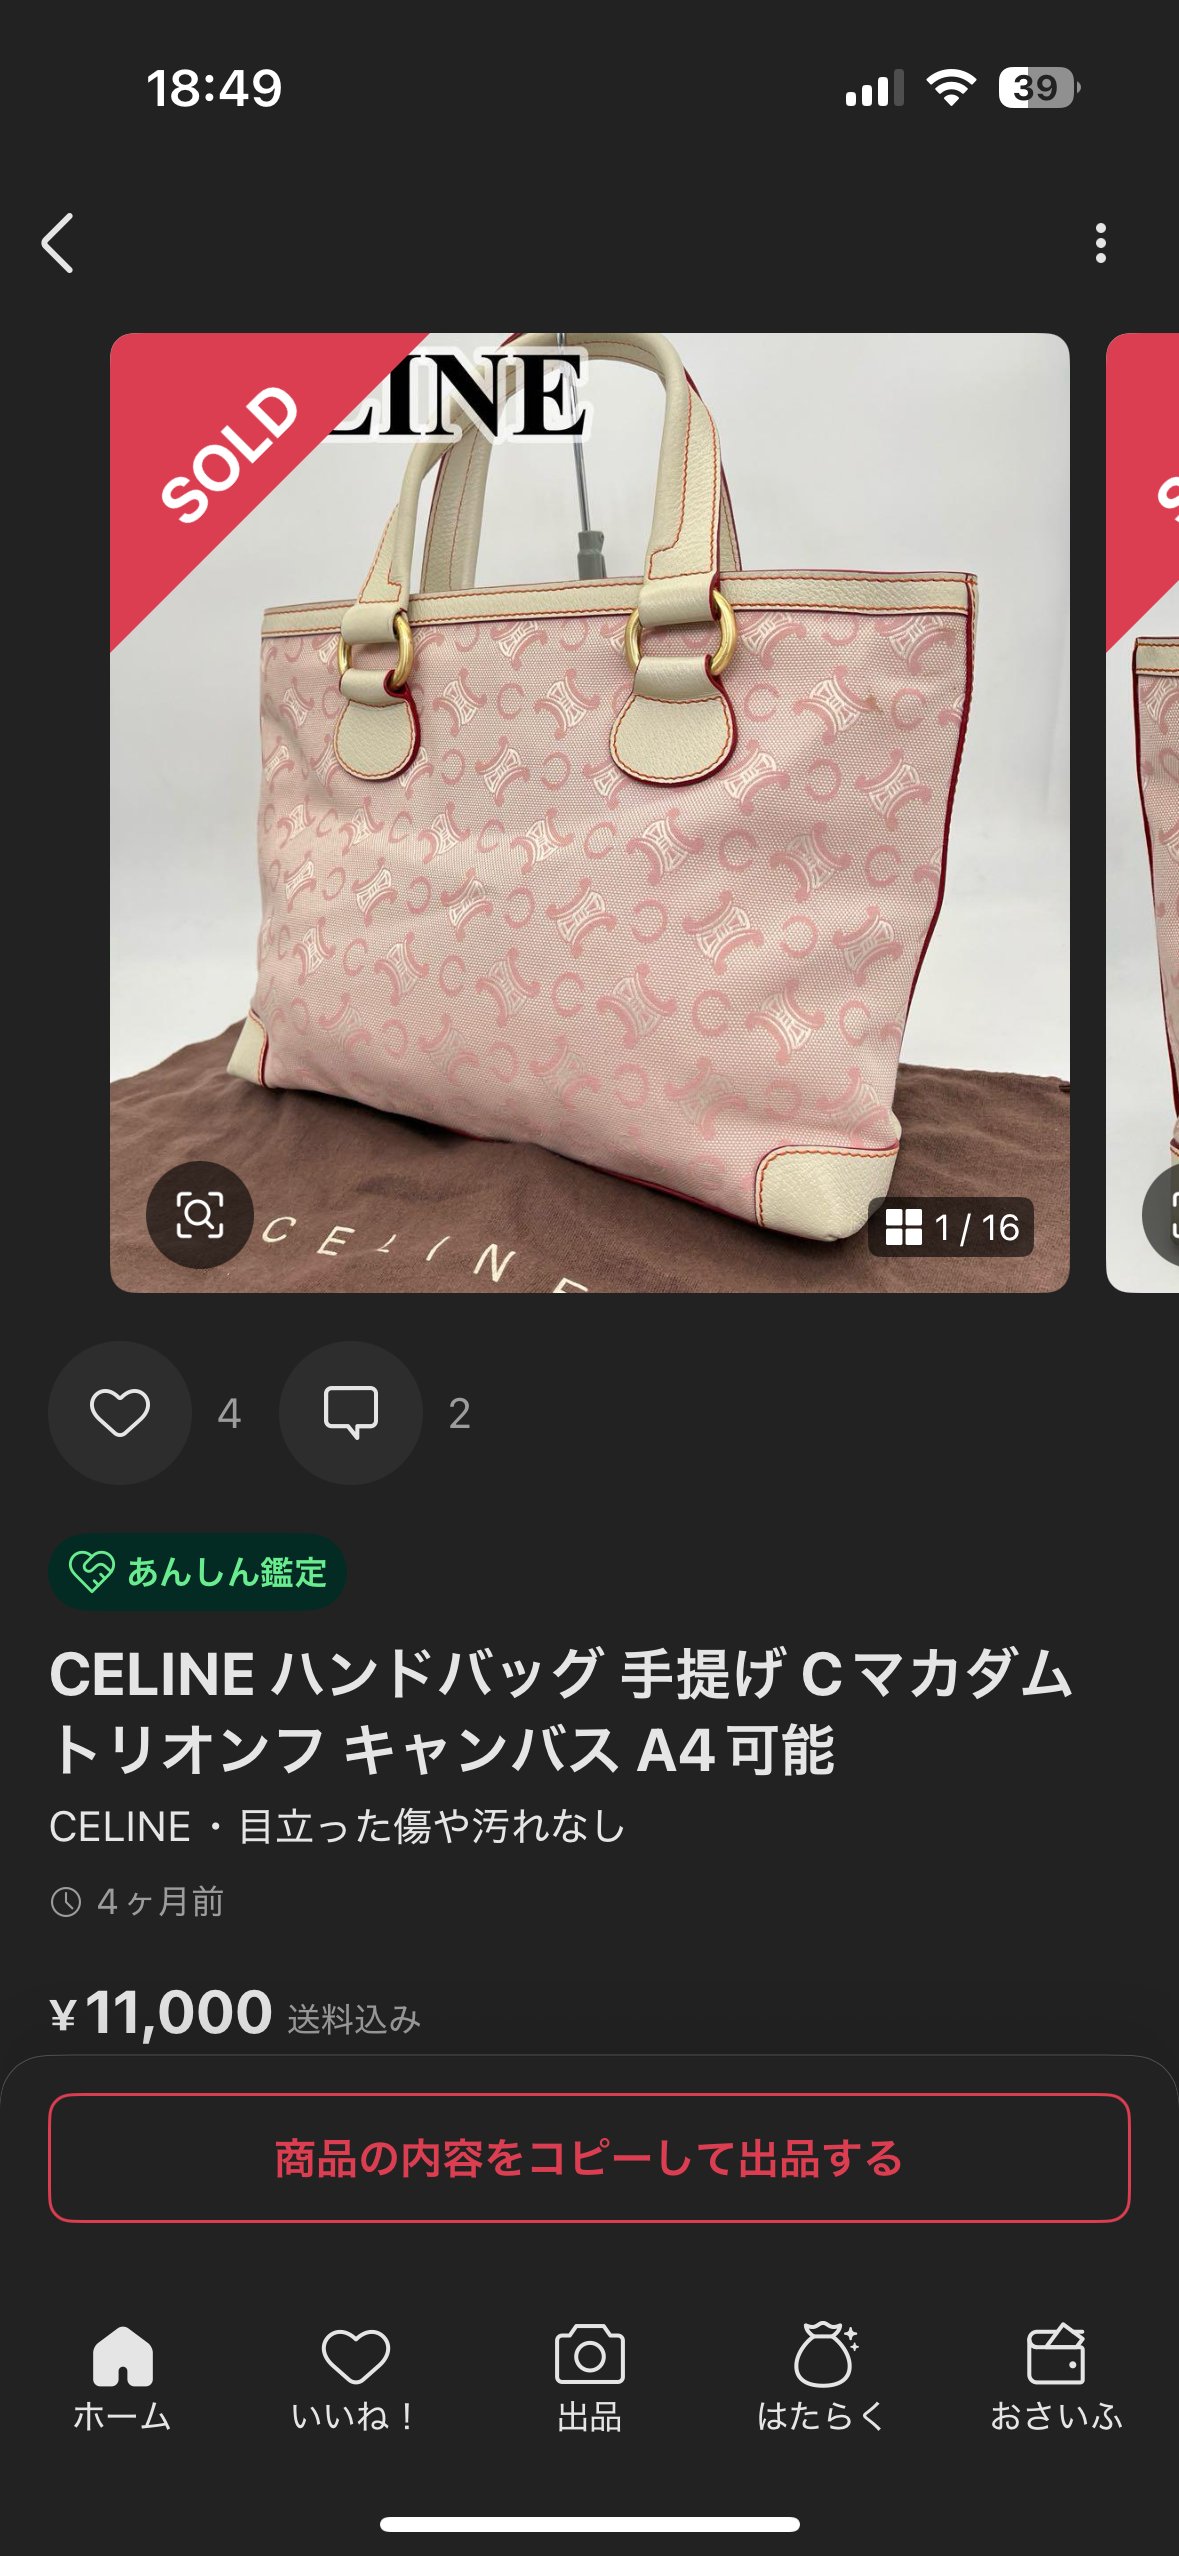 18:49
39
SOLD
LINE
CELINE
1 / 16
4
2
あんしん鑑定
CELINE ハンドバッグ 手提げ C マカダム
トリオンフ キャンバス A4 可能
CELINE・目立った傷や汚れなし
4ヶ月前
¥11,000 送料込み
商品の内容をコピーして出品する
ホーム
いいね！
出品
はたらく
おさいふ